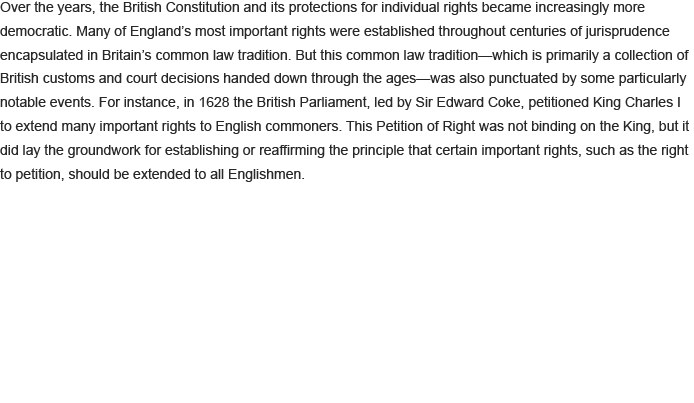 Over the years, the British Constitution and its protections for individual rights became increasingly more
democratic. Many of England’s most important rights were established throughout centuries of jurisprudence
encapsulated in Britain’s common law tradition. But this common law tradition—which is primarily a collection of
British customs and court decisions handed down through the ages—was also punctuated by some particularly
notable events. For instance, in 1628 the British Parliament, led by Sir Edward Coke, petitioned King Charles I
to extend many important rights to English commoners. This Petition of Right was not binding on the King, but it
did lay the groundwork for establishing or reaffirming the principle that certain important rights, such as the right
to petition, should be extended to all Englishmen.